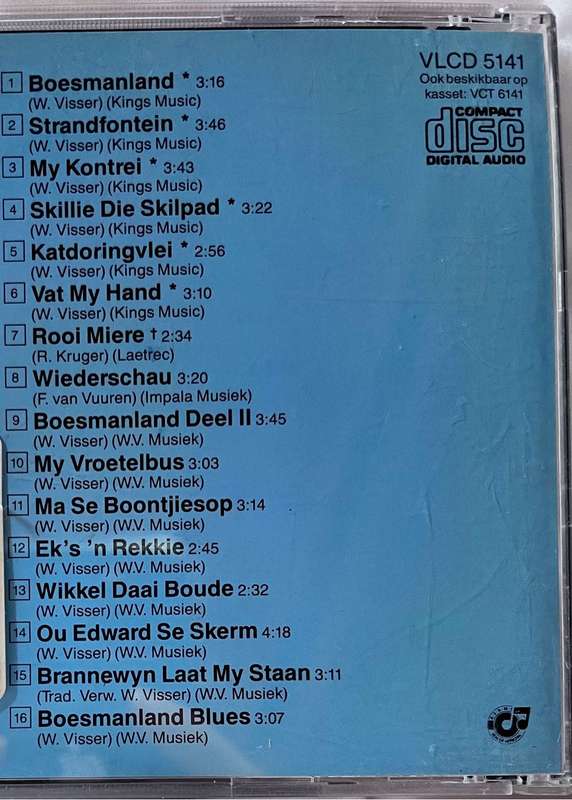 VLCD 5141
Ook beskikbaar op
kasset: VCT 6141
COMPACT
disc
DIGITAL AUDIO
1 Boesmanland * 3:16
(W. Visser) (Kings Music)
2 Strandfontein * 3:46
(W. Visser) (Kings Music)
3 My Kontrei * 3:43
(W. Visser) (Kings Music)
4 Skillie Die Skilpad * 3:22
(W. Visser) (Kings Music)
5 Katdoringvlei * 2:56
(W. Visser) (Kings Music)
6 Vat My Hand * 3:10
(W. Visser) (Kings Music)
7 Rooi Miere † 2:34
(R. Kruger) (Laetrec)
8 Wiederschau 3:20
(F. van Vuuren) (Impala Musiek)
9 Boesmanland Deel II 3:45
(W. Visser) (W.V. Musiek)
10 My Vroetelbus 3:03
(W. Visser) (W.V. Musiek)
11 Ma Se Boontjiesop 3:14
(W. Visser) (W.V. Musiek)
12 Ek's 'n Rekkie 2:45
(W. Visser) (W.V. Musiek)
13 Wikkel Daai Boude 2:32
(W. Visser) (W.V. Musiek)
14 Ou Edward Se Skerm 4:18
(W. Visser) (W.V. Musiek)
15 Brannewyn Laat My Staan 3:11
(Trad. Verw. W. Visser) (W.V. Musiek)
16 Boesmanland Blues 3:07
(W. Visser) (W.V. Musiek)